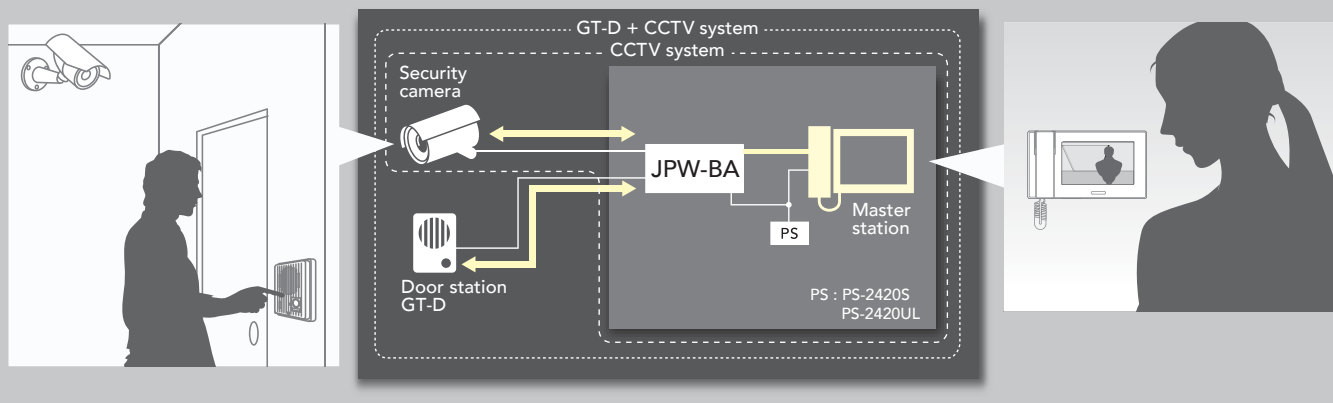 GT-D + CCTV system
CCTV system
Security
camera
JPW-BA
Master
station
PS
Door station
GT-D
PS : PS-2420S
PS-2420UL